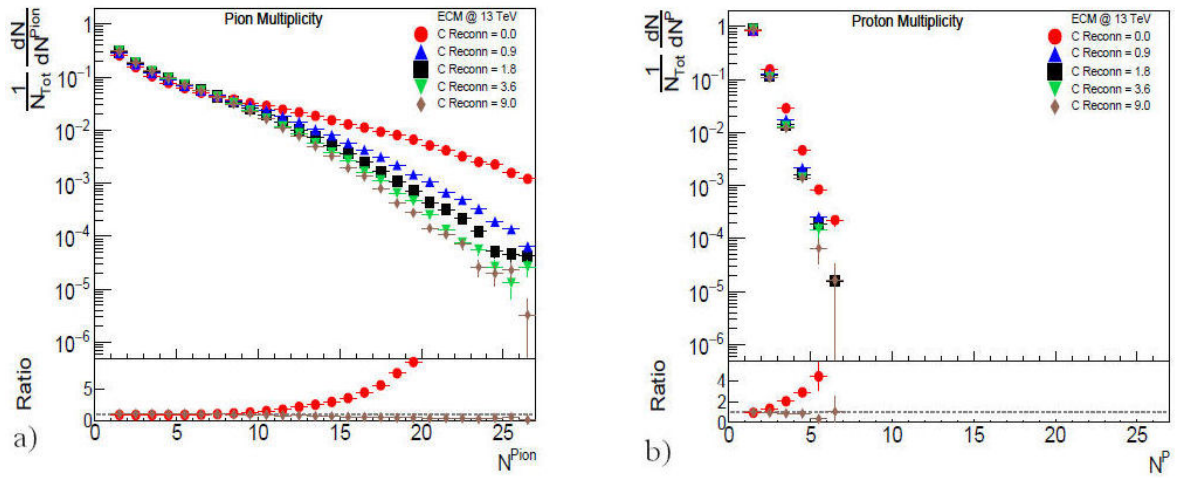 Pion Multiplicity
ECM @ 13 TeV
C Reconn = 0.0
C Reconn = 0.9
C Reconn = 1.8
C Reconn = 3.6
C Reconn = 9.0
1/N_Tot dN/dN^Pion
1
10^-1
10^-2
10^-3
10^-4
10^-5
10^-6
Ratio
5
0
0 5 10 15 20 25
N^Pion
a)
Proton Multiplicity
ECM @ 13 TeV
C Reconn = 0.0
C Reconn = 0.9
C Reconn = 1.8
C Reconn = 3.6
C Reconn = 9.0
1/N_Tot dN/dN^P
1
10^-1
10^-2
10^-3
10^-4
10^-5
10^-6
Ratio
4
2
0
0 5 10 15 20 25
N^P
b)